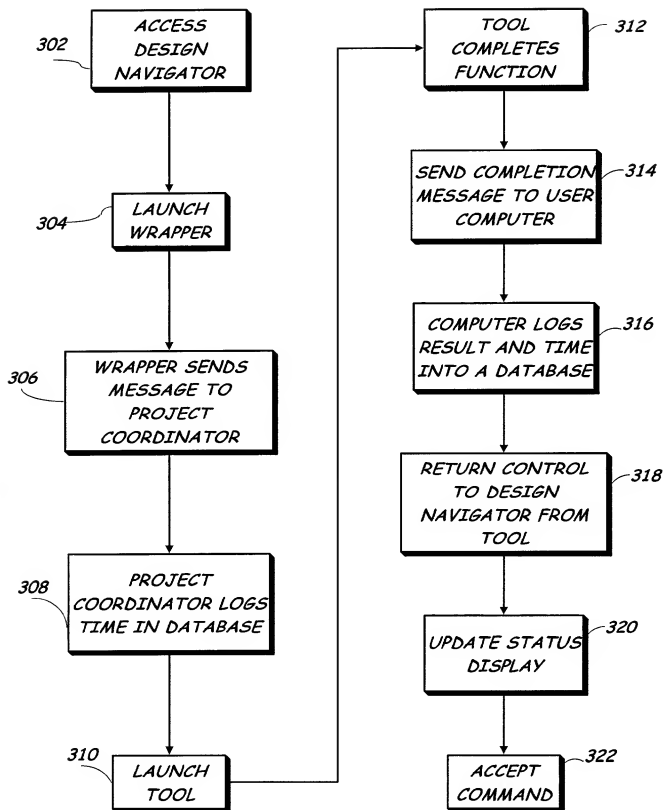 302
ACCESS
DESIGN
NAVIGATOR
304
LAUNCH
WRAPPER
306
WRAPPER SENDS
MESSAGE TO
PROJECT
COORDINATOR
308
PROJECT
COORDINATOR LOGS
TIME IN DATABASE
310
LAUNCH
TOOL
TOOL
COMPLETES
FUNCTION
312
SEND COMPLETION
MESSAGE TO USER
COMPUTER
314
COMPUTER LOGS
RESULT AND TIME
INTO A DATABASE
316
RETURN CONTROL
TO DESIGN
NAVIGATOR FROM
TOOL
318
UPDATE STATUS
DISPLAY
320
ACCEPT
COMMAND
322